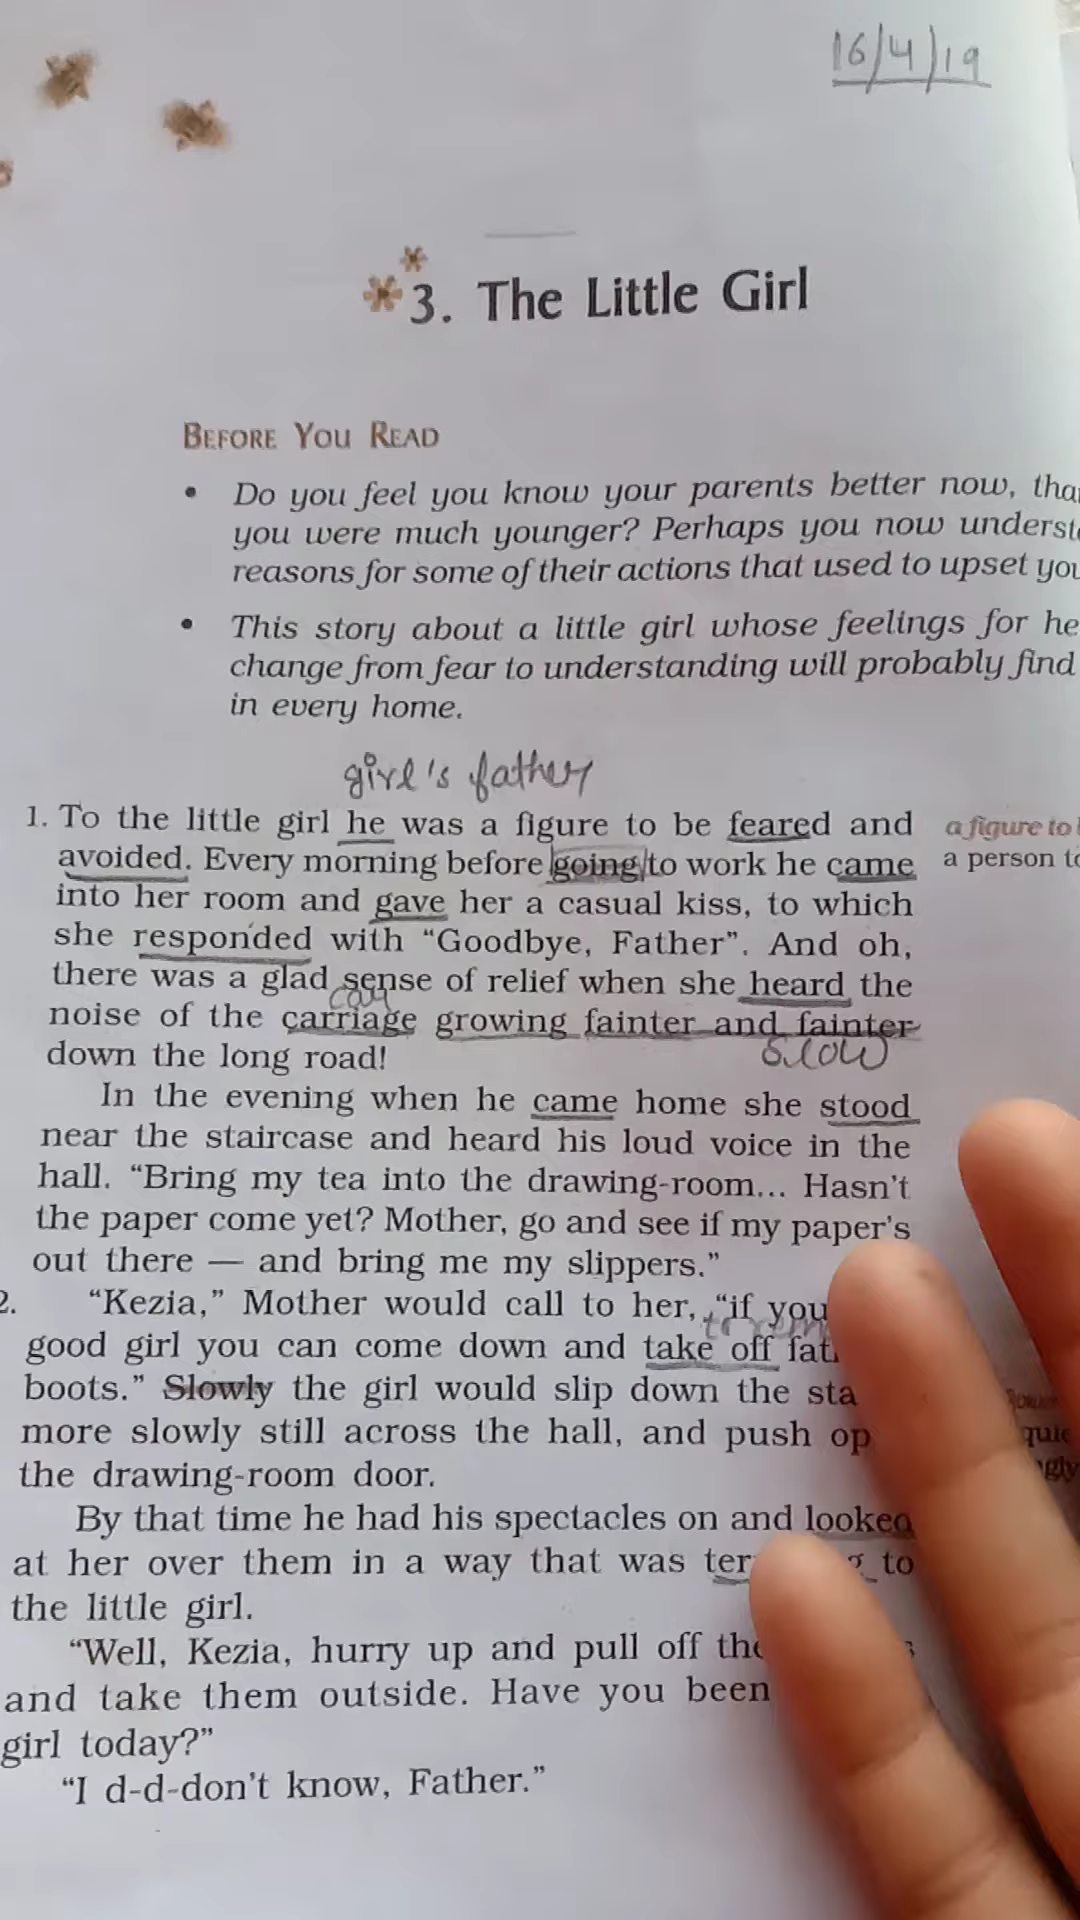 16/4/19
3. The Little Girl
BEFORE YOU READ
• Do you feel you know your parents better now,
you were much younger? Perhaps you now
reasons for some of their actions that used to upset
• This story about a little girl whose feelings for
change from fear to understanding will probably find
in every home.
girl's father
1. To the little girl he was a figure to be feared and
a figure to
avoided. Every morning before going to work he came
a person
into her room and gave her a casual kiss, to which
she responded with “Goodbye, Father”. And oh,
there was a glad sense of relief when she heard the
noise of the carriage growing fainter and fainter
slow
down the long road!
In the evening when he came home she stood
near the staircase and heard his loud voice in the
hall. “Bring my tea into the drawing-room... Hasn't
the paper come yet? Mother, go and see if my paper's
out there — and bring me my slippers.”
2. “Kezia,” Mother would call to her, “if you
good girl you can come down and take off
boots.” Slowly the girl would slip down the
more slowly still across the hall, and push
the drawing-room door.
By that time he had his spectacles on and looked
at her over them in a way that was to
the little girl.
“Well, Kezia, hurry up and pull off
and take them outside. Have you been
girl today?”
“I d-d-don't know, Father.”